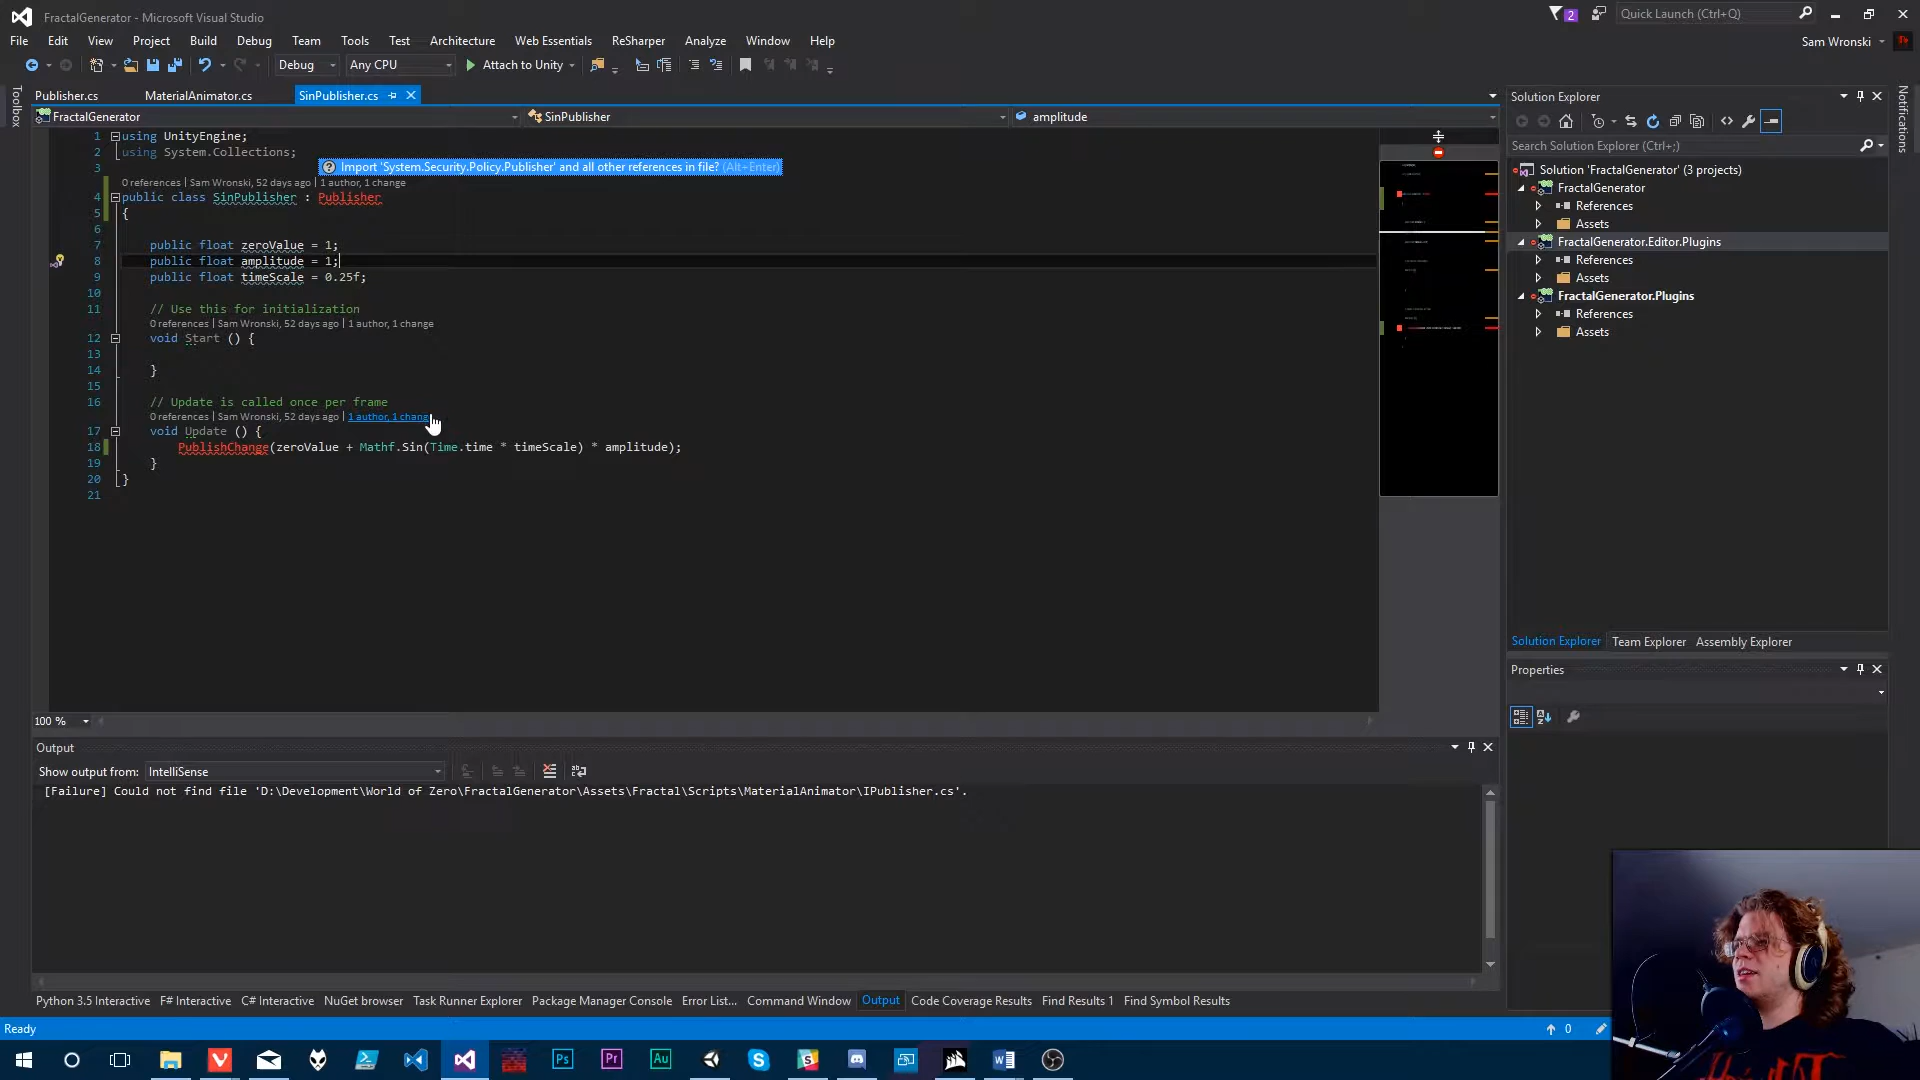 FractalGenerator - Microsoft Visual Studio
2
Quick Launch (Ctrl+Q)
File Edit View Project Build Debug Team Tools Test Architecture Web Essentials ReSharper Analyze Window Help
Sam Wronski
Debug Any CPU Attach to Unity
Toolbox
Publisher.cs MaterialAnimator.cs SinPublisher.cs
FractalGenerator SinPublisher amplitude
1 using UnityEngine;
2 using System.Collections;
3
Import 'System.Security.Policy.Publisher' and all other references in file? (Alt+Enter)
0 references | Sam Wronski, 52 days ago | 1 author, 1 change
4 public class SinPublisher : Publisher
5 {
6
7 public float zeroValue = 1;
8 public float amplitude = 1;
9 public float timeScale = 0.25f;
10
11 // Use this for initialization
0 references | Sam Wronski, 52 days ago | 1 author, 1 change
12 void Start () {
13
14 }
15
16 // Update is called once per frame
0 references | Sam Wronski, 52 days ago | 1 author, 1 chang
17 void Update () {
18 PublishChange(zeroValue + Mathf.Sin(Time.time * timeScale) * amplitude);
19 }
20 }
21
100 %
Output
Show output from: IntelliSense
[Failure] Could not find file 'D:\Development\World of Zero\FractalGenerator\Assets\Fractal\Scripts\MaterialAnimator\IPublisher.cs'.
Python 3.5 Interactive F# Interactive C# Interactive NuGet browser Task Runner Explorer Package Manager Console Error List... Command Window Output Code Coverage Results Find Results 1 Find Symbol Results
Ready
0
Solution Explorer
Search Solution Explorer (Ctrl+;)
Solution 'FractalGenerator' (3 projects)
FractalGenerator
References
Assets
FractalGenerator.Editor.Plugins
References
Assets
FractalGenerator.Plugins
References
Assets
Solution Explorer Team Explorer Assembly Explorer
Properties
Notifications
Ps Pr Au